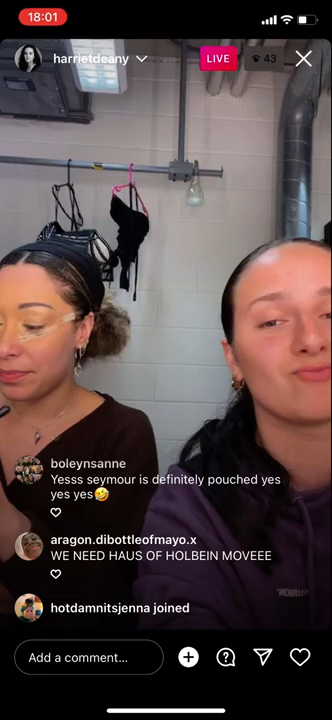 18:01
harrietdeany
LIVE
43
boleynsanne
Yesss seymour is definitely pouched yes
yes yes🤣
aragon.dibottleofmayo.x
WE NEED HAUS OF HOLBEIN MOVEEE
hotdamnitsjenna joined
Add a comment...